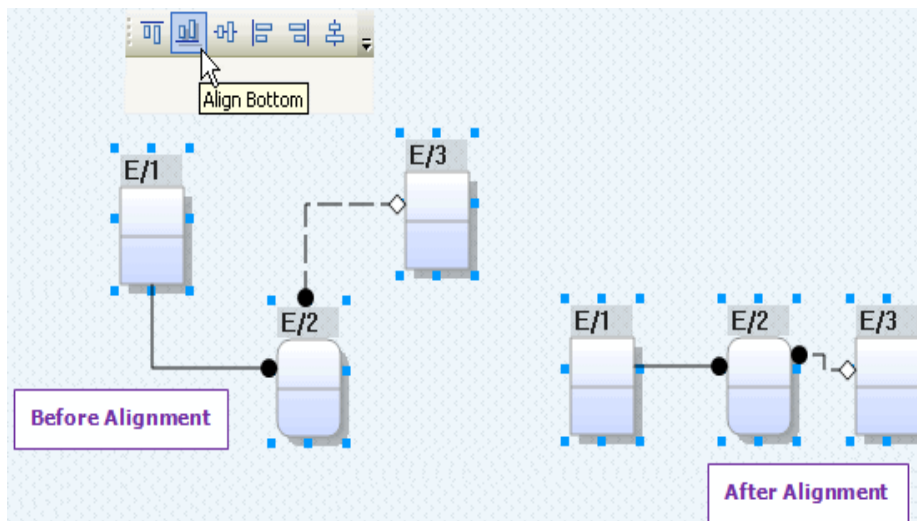 Align Bottom
E/1
E/3
E/2
Before Alignment
E/1
E/2
E/3
After Alignment